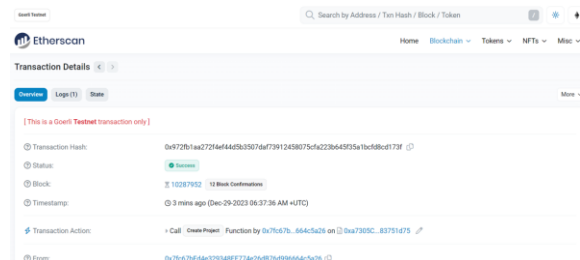 Goerli Testnet
Search by Address / Txn Hash / Block / Token
/
Etherscan
Home Blockchain Tokens NFTs Misc
Transaction Details
Overview Logs (1) State
More
[ This is a Goerli Testnet transaction only ]
Transaction Hash: 0x972fb1aa272f4ef44d5b3507daf73912458075cfa223b645f35a1bcfd8cd173f
Status: Success
Block: 10287952 12 Block Confirmations
Timestamp: 3 mins ago (Dec-29-2023 06:37:36 AM +UTC)
Transaction Action: Call Create Project Function by 0x7fc67b...664c5a26 on 0xa7305C...83751d75
From: 0x7fc67bFd4e329348FF774e26d876d996664c5a26